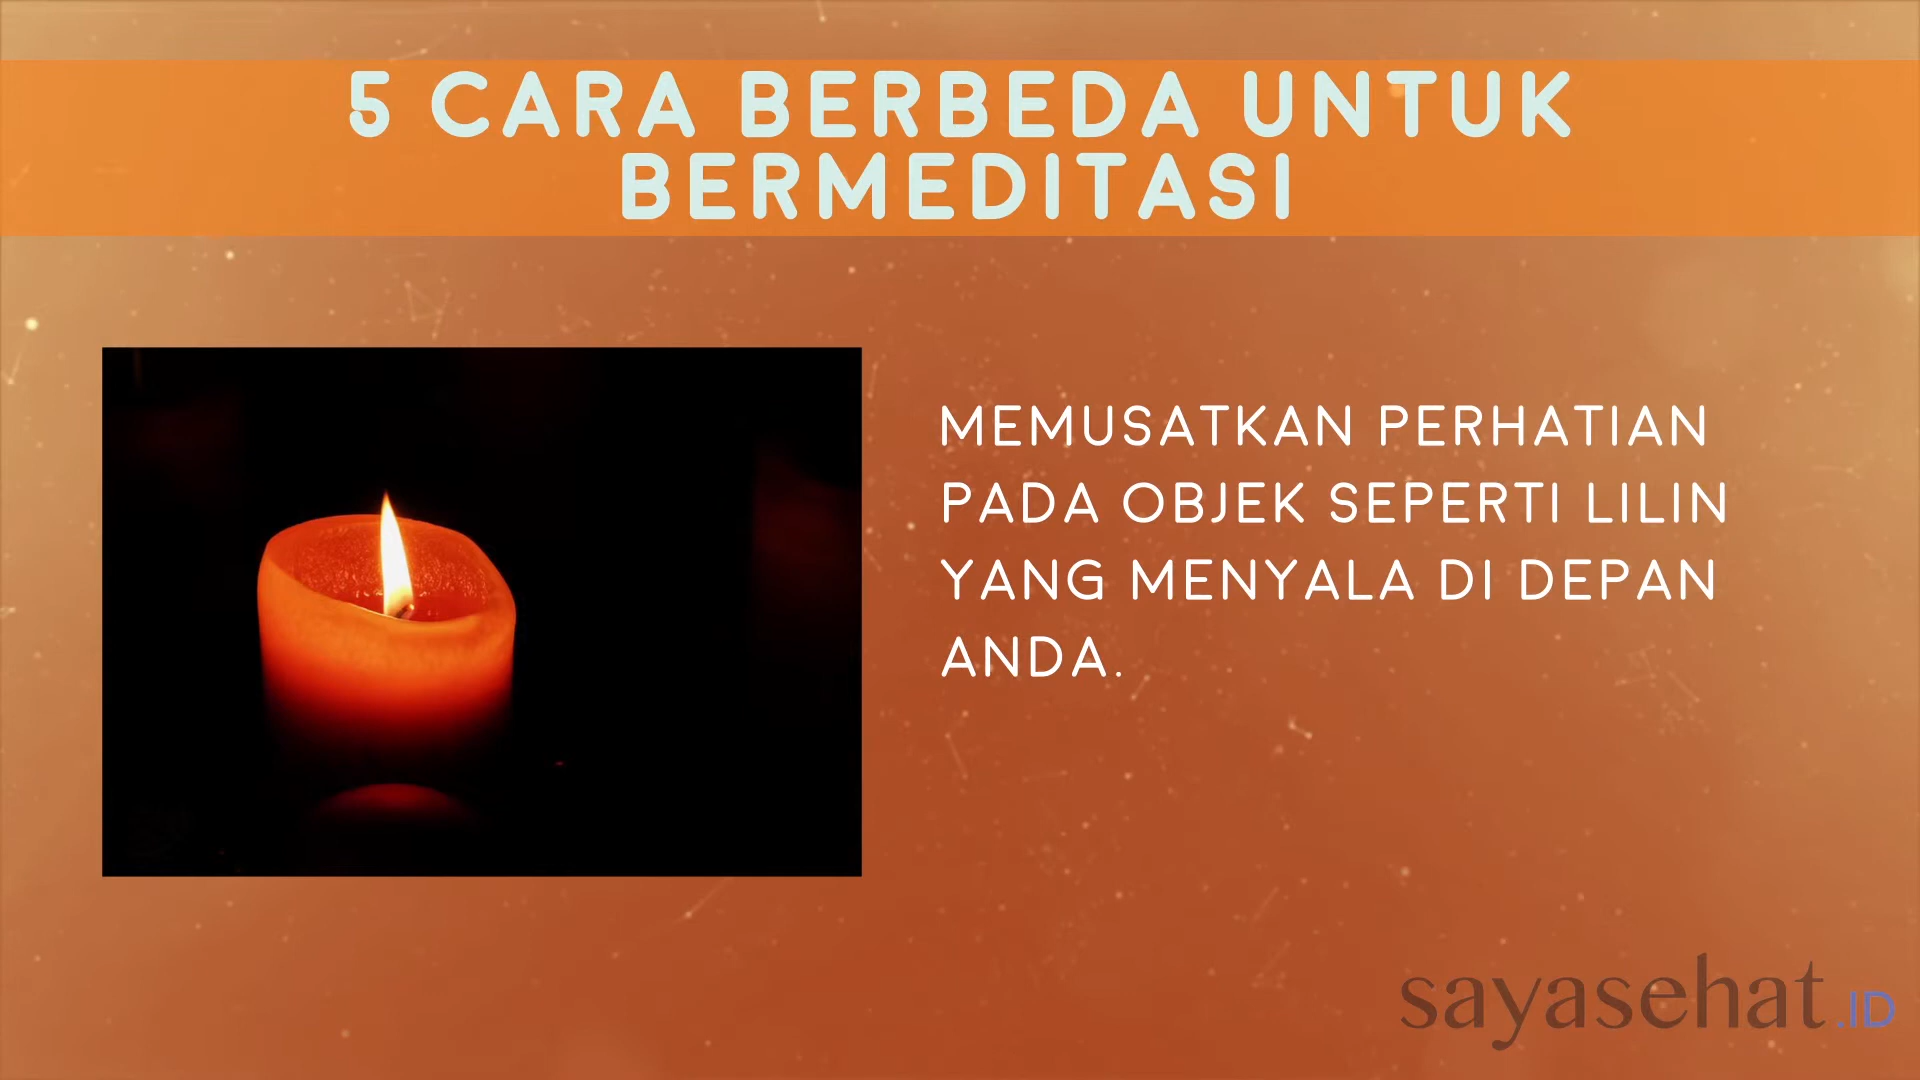 5 CARA BERBEDA UNTUK
BERMEDITASI
MEMUSATKAN PERHATIAN
PADA OBJEK SEPERTI LILIN
YANG MENYALA DI DEPAN
ANDA.
sayasehat.ID